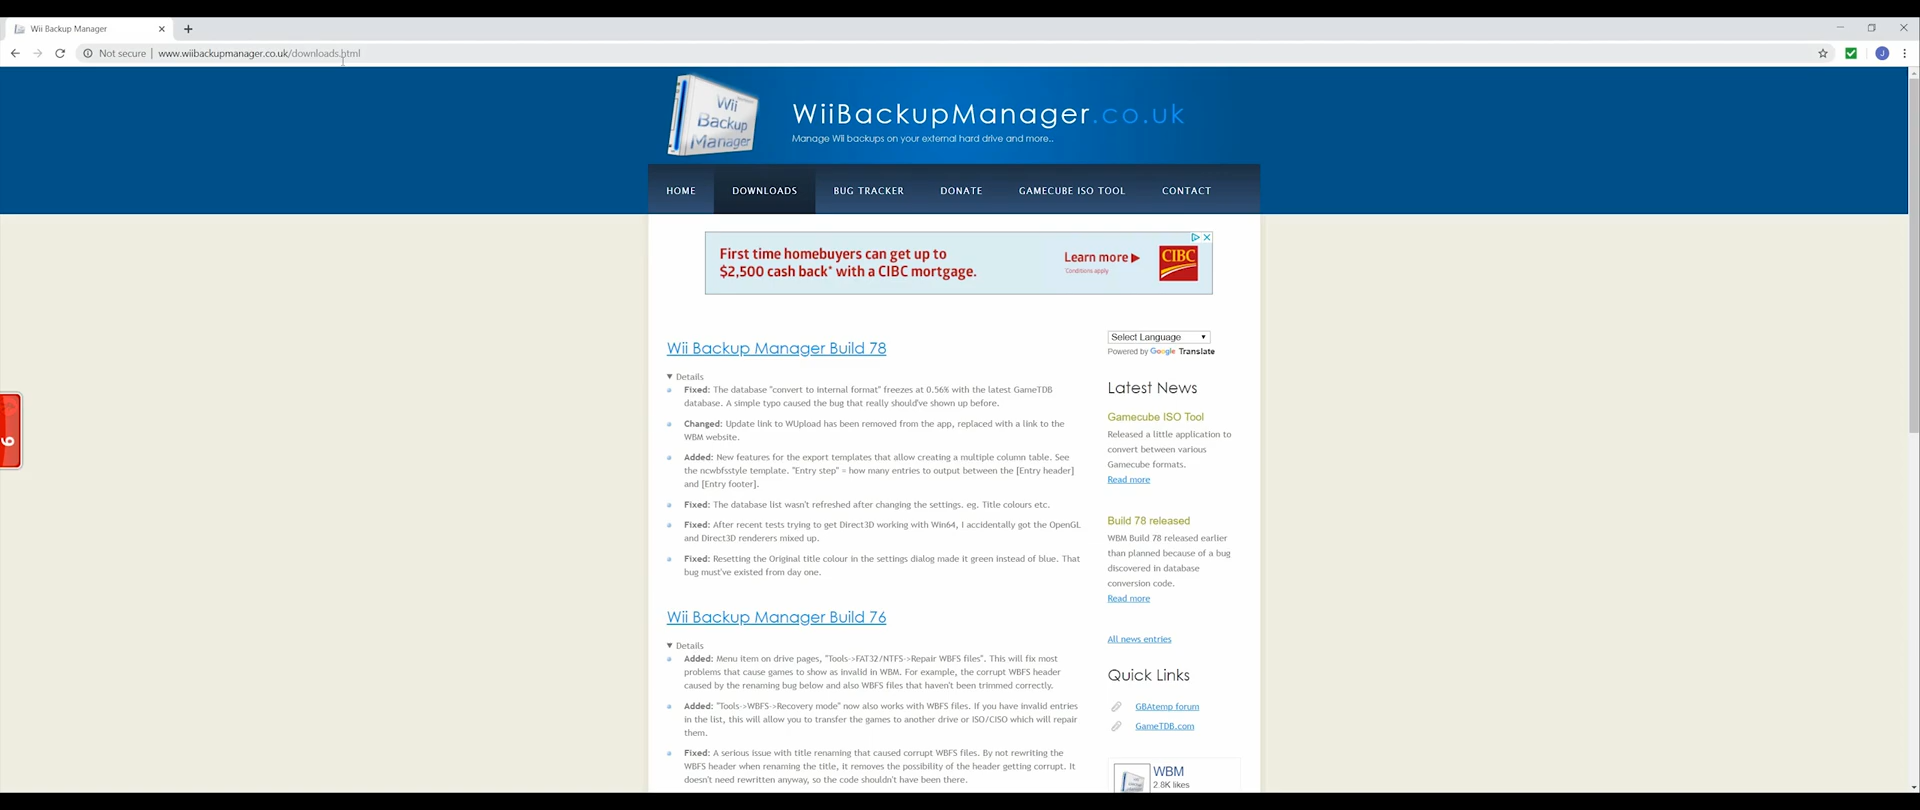 Wii Backup Manager
Not secure | www.wiibackupmanager.co.uk/downloads.html
J
Wii
Backup
Manager
WiiBackupManager.co.uk
Manage Wii backups on your external hard drive and more..
HOME
DOWNLOADS
BUG TRACKER
DONATE
GAMECUBE ISO TOOL
CONTACT
First time homebuyers can get up to
$2,500 cash back* with a CIBC mortgage.
Learn more
*Conditions apply
CIBC
Wii Backup Manager Build 78
Details
Fixed: The database "convert to internal format" freezes at 0.56% with the latest GameTDB
database. A simple typo caused the bug that really should've shown up before.
Changed: Update link to WUpload has been removed from the app, replaced with a link to the
WBM website.
Added: New features for the export templates that allow creating a multiple column table. See
the ncwbfsstyle template. "Entry step" = how many entries to output between the [Entry header]
and [Entry footer].
Fixed: The database list wasn't refreshed after changing the settings. eg. Title colours etc.
Fixed: After recent tests trying to get Direct3D working with Win64, I accidentally got the OpenGL
and Direct3D renderers mixed up.
Fixed: Resetting the Original title colour in the settings dialog made it green instead of blue. That
bug must've existed from day one.
Wii Backup Manager Build 76
Details
Added: Menu item on drive pages, "Tools->FAT32/NTFS->Repair WBFS files". This will fix most
problems that cause games to show as invalid in WBM. For example, the corrupt WBFS header
caused by the renaming bug below and also WBFS files that haven't been trimmed correctly.
Added: "Tools->WBFS->Recovery mode" now also works with WBFS files. If you have invalid entries
in the list, this will allow you to transfer the games to another drive or ISO/CISO which will repair
them.
Fixed: A serious issue with title renaming that caused corrupt WBFS files. By not rewriting the
WBFS header when renaming the title, it removes the possibility of the header getting corrupt. It
doesn't need rewritten anyway, so the code shouldn't have been there.
Select Language
Powered by Google Translate
Latest News
Gamecube ISO Tool
Released a little application to
convert between various
Gamecube formats.
Read more
Build 78 released
WBM Build 78 released earlier
than planned because of a bug
discovered in database
conversion code.
Read more
All news entries
Quick Links
GBAtemp forum
GameTDB.com
WBM
2.8K likes